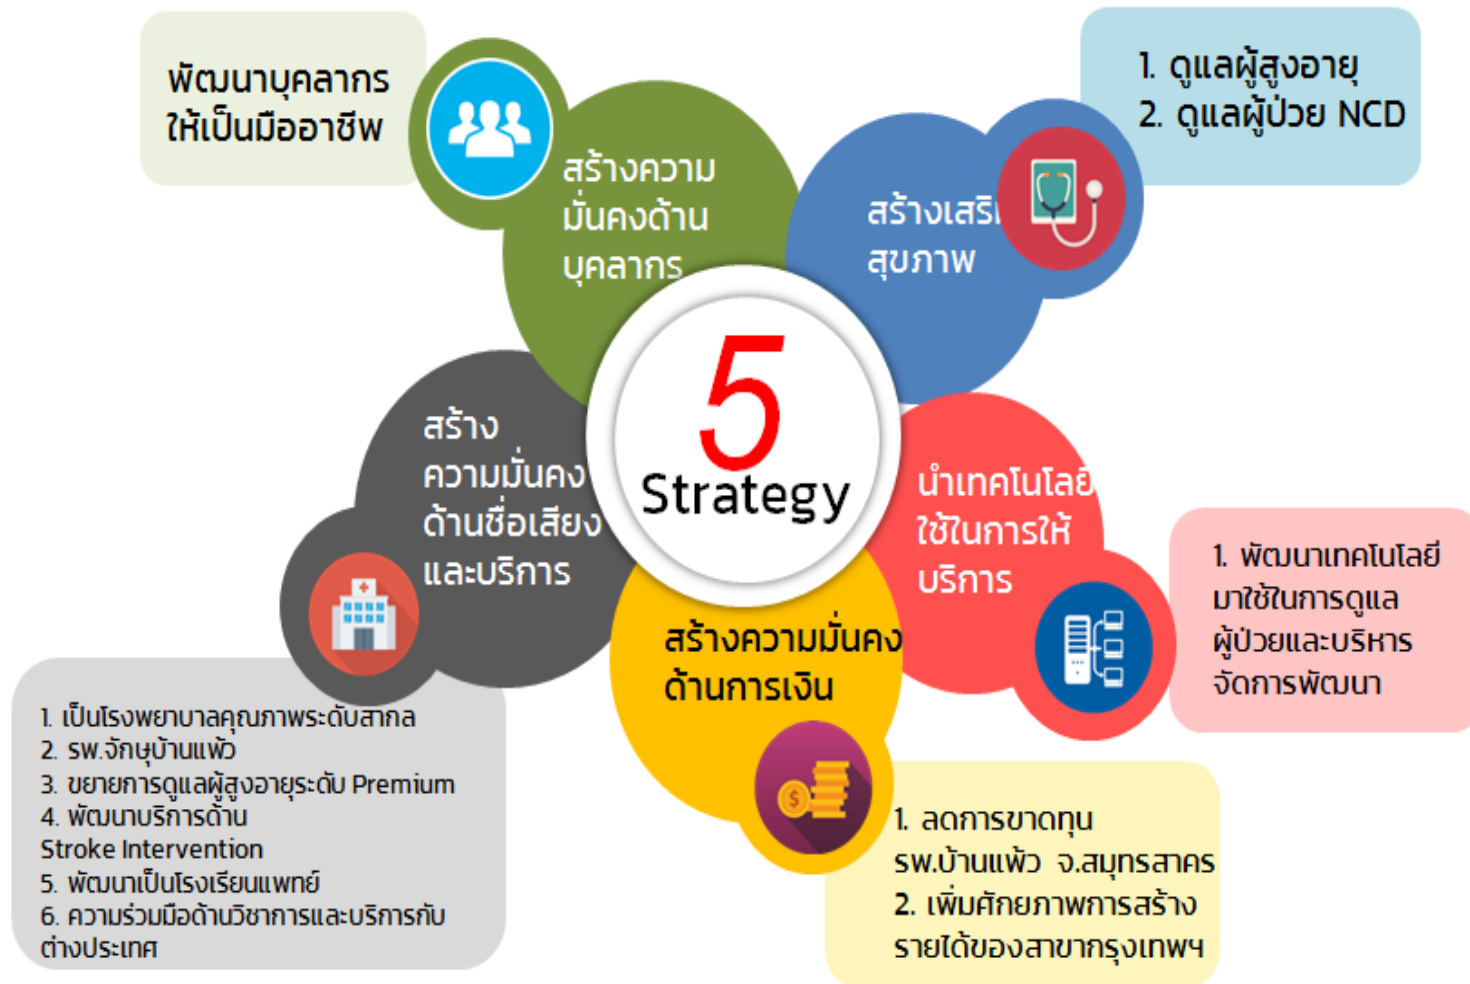 พัฒนาบุคลากร
ให้เป็นมืออาชีพ
สร้างความ
มั่นคงด้าน
บุคลากร
1. ดูแลผู้สูงอายุ
2. ดูแลผู้ป่วย NCD
สร้างเสริ
สุขภาพ
5
Strategy
สร้าง
ความมั่นคง
ด้านชื่อเสียง
และบริการ
นำเทคโนโลยี
ใช้ในการให้
บริการ
1. พัฒนาเทคโนโลยี
มาใช้ในการดูแล
ผู้ป่วยและบริหาร
จัดการพัฒนา
สร้างความมั่นคง
ด้านการเงิน
1. ลดการขาดทุน
รพ.บ้านแพ้ว จ.สมุทรสาคร
2. เพิ่มศักยภาพการสร้าง
รายได้ของสาขากรุงเทพฯ
1. เป็นโรงพยาบาลคุณภาพระดับสากล
2. รพ.จักษุบ้านแพ้ว
3. ขยายการดูแลผู้สูงอายุระดับ Premium
4. พัฒนาบริการด้าน
Stroke Intervention
5. พัฒนาเป็นโรงเรียนแพทย์
6. ความร่วมมือด้านวิชาการและบริการกับ
ต่างประเทศ